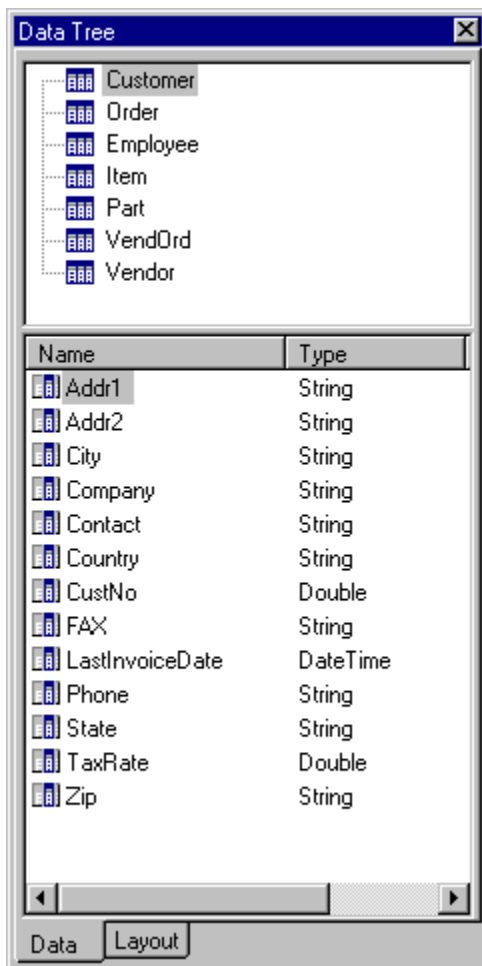 Data Tree
Customer
Order
Employee
Item
Part
VendOrd
Vendor
Name Type
Addr1 String
Addr2 String
City String
Company String
Contact String
Country String
CustNo Double
FAX String
LastInvoiceDate DateTime
Phone String
State String
TaxRate Double
Zip String
Data Layout